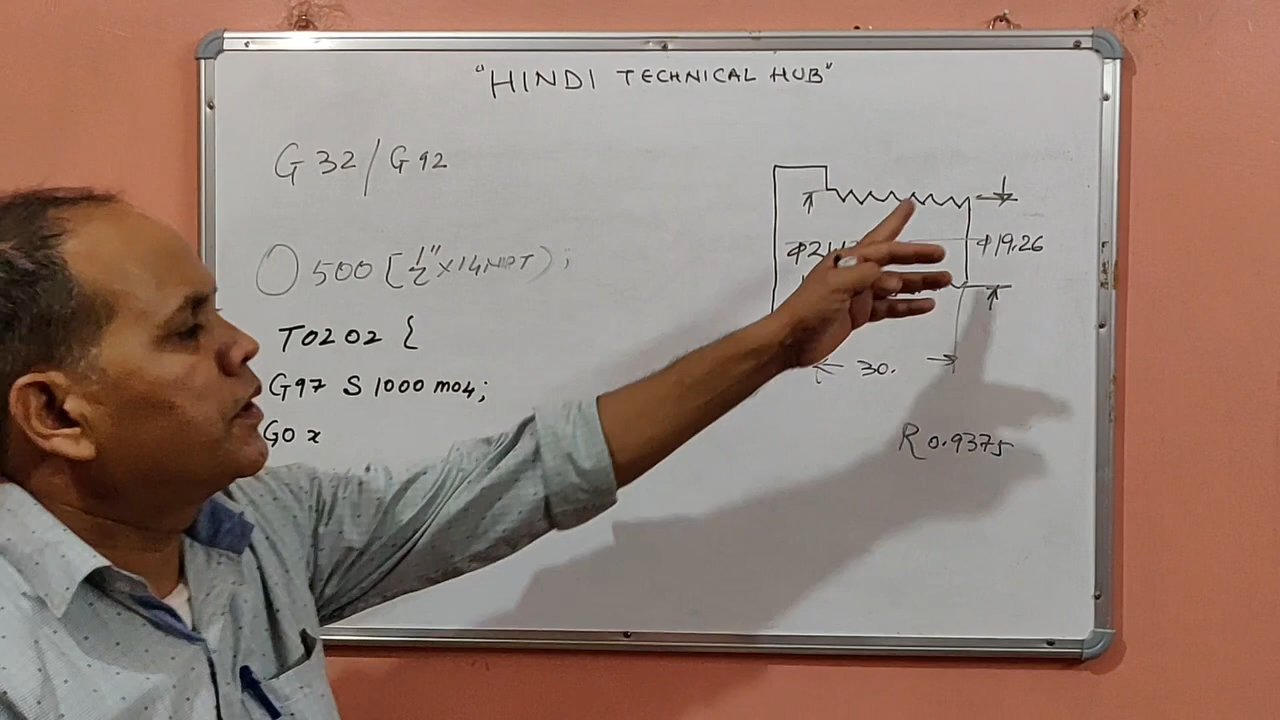 "HINDI TECHNICAL HUB"
G 32 / G 92
O 500 [ 1/2" X 14 NPT ) ;
T0202 {
G97 S 1000 m04;
G0 x
φ19.26
30.
R 0.9375